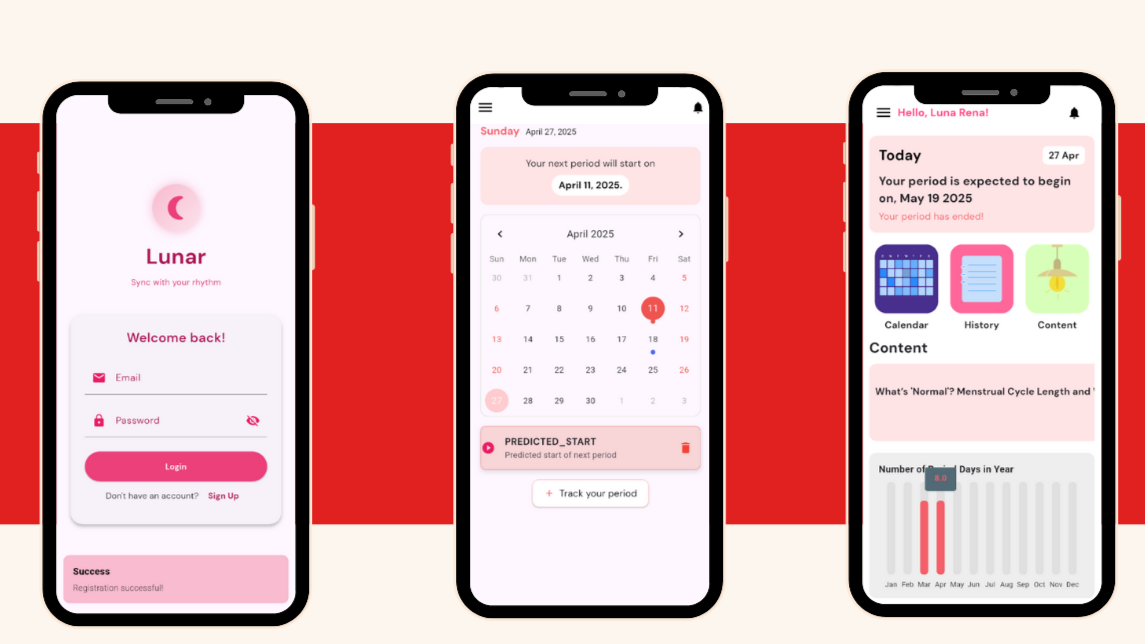 Lunar
Sync with your rhythm
Welcome back!
Email
Password
Login
Don't have an account? Sign Up
Success
Registration successful!
Sunday April 27, 2025
Your next period will start on
April 11, 2025.
April 2025
Sun Mon Tue Wed Thu Fri Sat
30 31 1 2 3 4 5
6 7 8 9 10 11 12
13 14 15 16 17 18 19
20 21 22 23 24 25 26
27 28 29 30 1 2 3
PREDICTED_START
Predicted start of next period
+ Track your period
Hello, Luna Rena!
Today 27 Apr
Your period is expected to begin
on, May 19 2025
Your period has ended!
Calendar History Content
Content
What's 'Normal'? Menstrual Cycle Length and
Number of Period Days in Year
8.0
Jan Feb Mar Apr May Jun Jul Aug Sep Oct Nov Dec